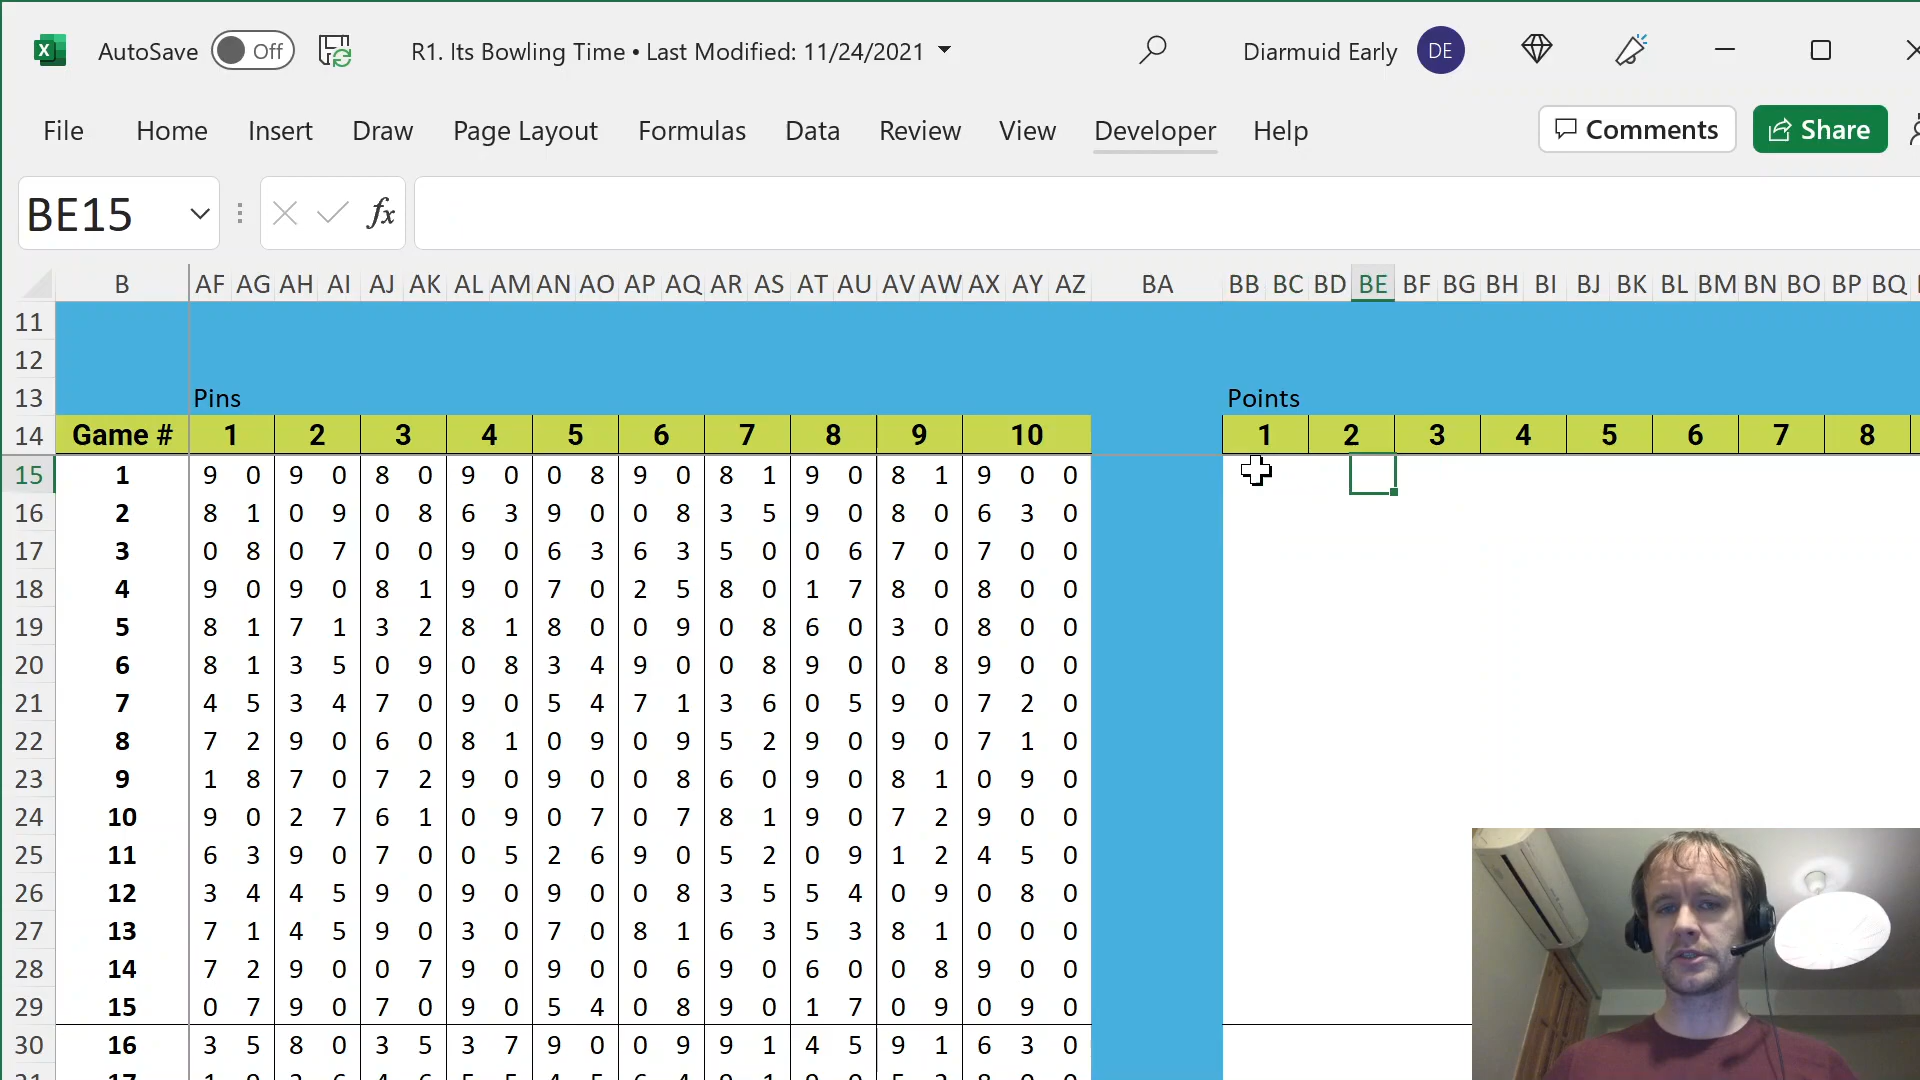 AutoSave Off R1. Its Bowling Time • Last Modified: 11/24/2021 Diarmuid Early DE
File Home Insert Draw Page Layout Formulas Data Review View Developer Help Comments Share
BE15 fx
B AF AG AH AI AJ AK AL AM AN AO AP AQ AR AS AT AU AV AW AX AY AZ BA BB BC BD BE BF BG BH BI BJ BK BL BM BN BO BP BQ
11
12
13 Pins Points
14 Game # 1 2 3 4 5 6 7 8 9 10 1 2 3 4 5 6 7 8
15 1 9 0 9 0 8 0 9 0 0 8 9 0 8 1 9 0 8 1 9 0 0
16 2 8 1 0 9 0 8 6 3 9 0 0 8 3 5 9 0 8 0 6 3 0
17 3 0 8 0 7 0 0 9 0 6 3 6 3 5 0 0 6 7 0 7 0 0
18 4 9 0 9 0 8 1 9 0 7 0 2 5 8 0 1 7 8 0 8 0 0
19 5 8 1 7 1 3 2 8 1 8 0 0 9 0 8 6 0 3 0 8 0 0
20 6 8 1 3 5 0 9 0 8 3 4 9 0 0 8 9 0 0 8 9 0 0
21 7 4 5 3 4 7 0 9 0 5 4 7 1 3 6 0 5 9 0 7 2 0
22 8 7 2 9 0 6 0 8 1 0 9 0 9 5 2 9 0 9 0 7 1 0
23 9 1 8 7 0 7 2 9 0 9 0 0 8 6 0 9 0 8 1 0 9 0
24 10 9 0 2 7 6 1 0 9 0 7 0 7 8 1 9 0 7 2 9 0 0
25 11 6 3 9 0 7 0 0 5 2 6 9 0 5 2 0 9 1 2 4 5 0
26 12 3 4 4 5 9 0 9 0 9 0 0 8 3 5 5 4 0 9 0 8 0
27 13 7 1 4 5 9 0 3 0 7 0 8 1 6 3 5 3 8 1 0 0 0
28 14 7 2 9 0 0 7 9 0 9 0 0 6 9 0 6 0 0 8 9 0 0
29 15 0 7 9 0 7 0 9 0 5 4 0 8 9 0 1 7 0 9 0 9 0
30 16 3 5 8 0 3 5 3 7 9 0 0 9 9 1 4 5 9 1 6 3 0